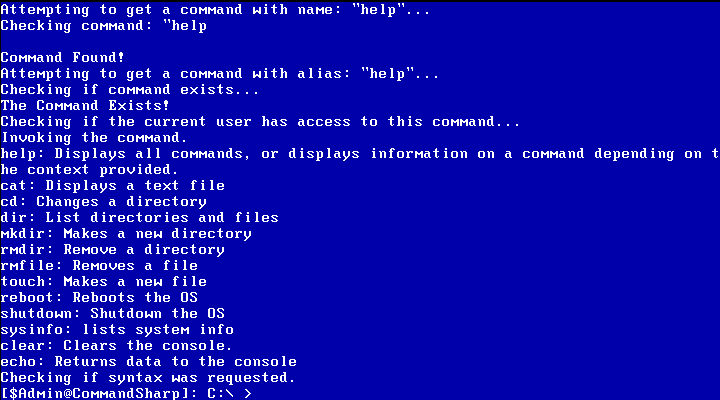 Attempting to get a command with name: "help"...
Checking command: "help

Command Found!
Attempting to get a command with alias: "help"...
Checking if command exists...
The Command Exists!
Checking if the current user has access to this command...
Invoking the command.
help: Displays all commands, or displays information on a command depending on t
he context provided.
cat: Displays a text file
cd: Changes a directory
dir: List directories and files
mkdir: Makes a new directory
rmdir: Remove a directory
rmfile: Removes a file
touch: Makes a new file
reboot: Reboots the OS
shutdown: Shutdown the OS
sysinfo: lists system info
clear: Clears the console.
echo: Returns data to the console
Checking if syntax was requested.
[$Admin@CommandSharp]: C:\ >